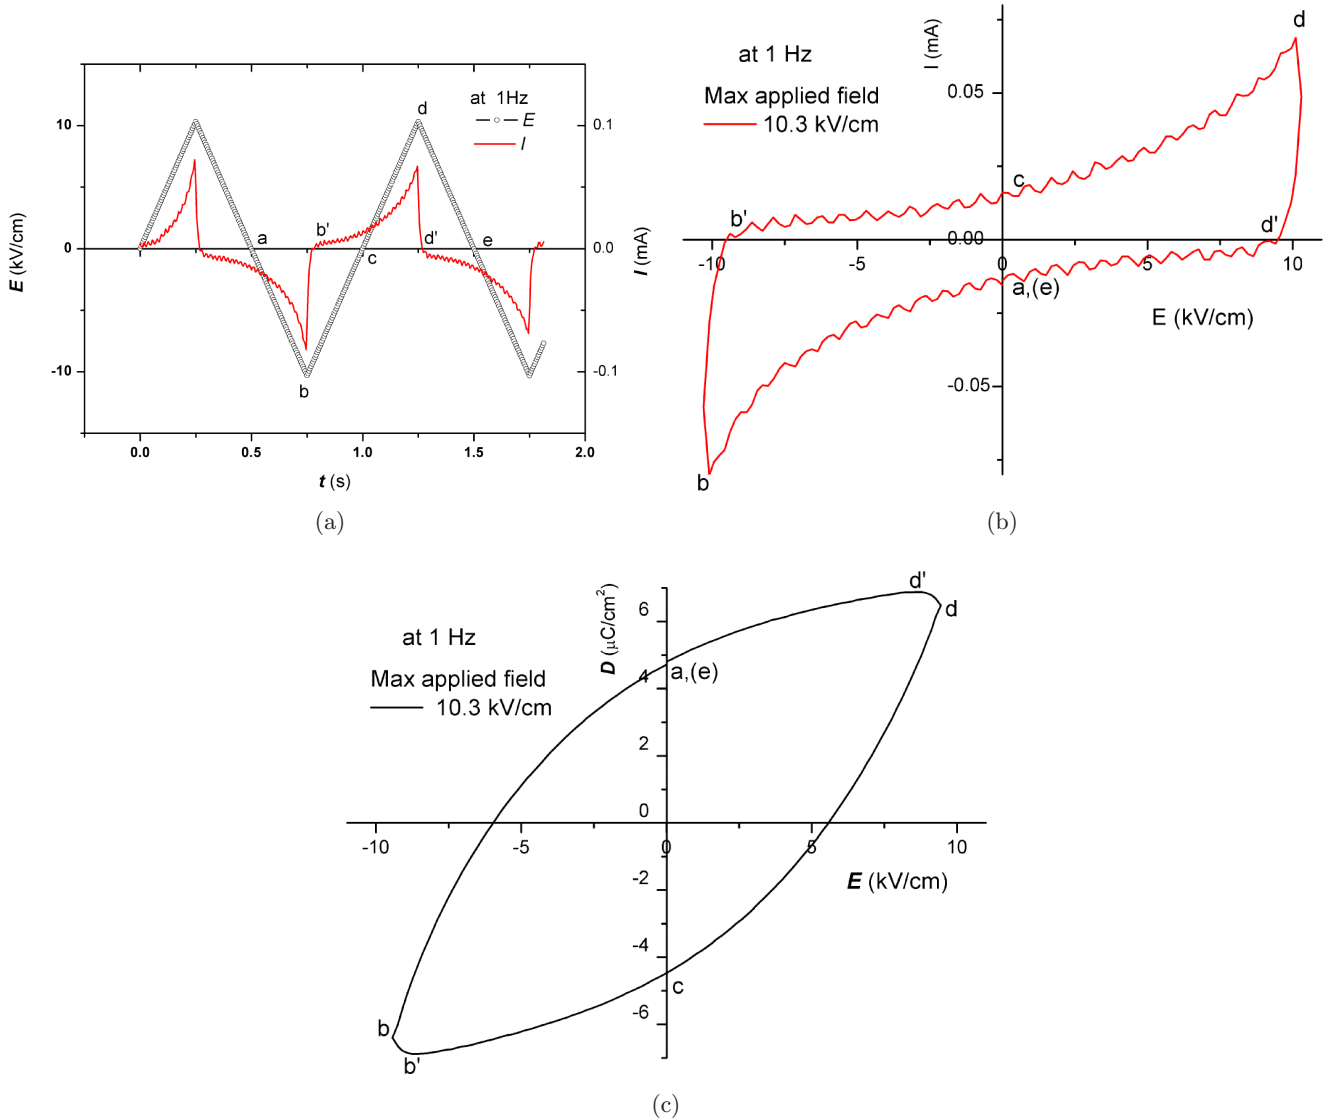 at 1Hz
E
I
d
10
0.1
a
b'
d'
e
0
0.0
c
-10
-0.1
b
E (kV/cm)
I (mA)
0.0
0.5
1.0
1.5
2.0
t (s)
(a)
I (mA)
d
at 1 Hz
Max applied field
10.3 kV/cm
0.05
c
b'
d'
0.00
-10
-5
0
5
10
a,(e)
E (kV/cm)
-0.05
b
(b)
D (μC/cm²)
d'
d
6
at 1 Hz
Max applied field
10.3 kV/cm
a,(e)
4
2
0
-10
-5
0
5
10
E (kV/cm)
-2
-4
c
-6
b
b'
(c)